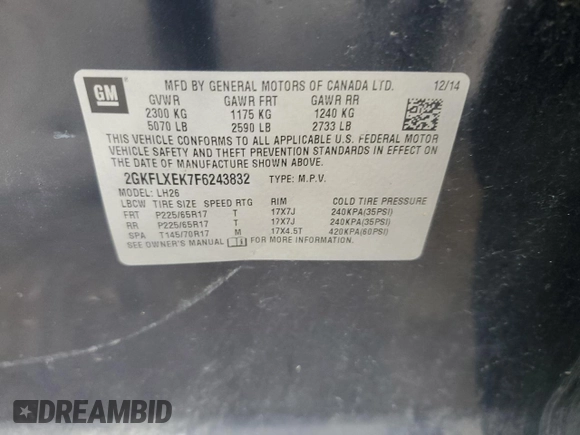 GM
MFD BY GENERAL MOTORS OF CANADA LTD. 12/14
GVWR GAWR FRT GAWR RR
2300 KG 1175 KG 1240 KG
5070 LB 2590 LB 2733 LB
THIS VEHICLE CONFORMS TO ALL APPLICABLE U.S. FEDERAL MOTOR
VEHICLE SAFETY AND THEFT PREVENTION STANDARDS IN EFFECT ON THE
DATE OF MANUFACTURE SHOWN ABOVE.
2GKFLXEK7F6243832 TYPE: M.P.V.
MODEL: LH26
LBCW TIRE SIZE SPEED RTG RIM COLD TIRE PRESSURE
FRT P225/65R17 T 17X7J 240KPA(35PSI)
RR P225/65R17 T 17X7J 240KPA(35PSI)
SPA T145/70R17 M 17X4.5T 420KPA(60PSI)
SEE OWNER'S MANUAL i FOR MORE INFORMATION.
DREAMBID